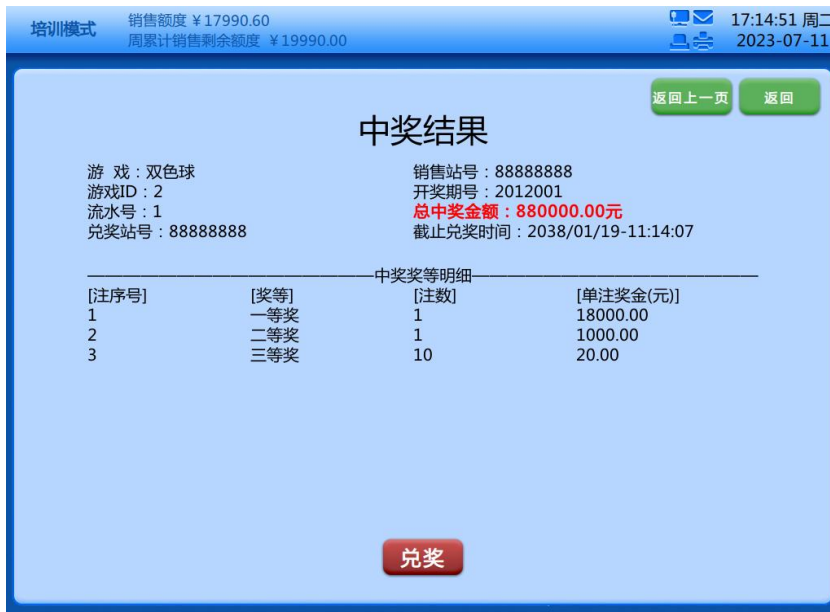 培训模式
销售额度 ¥17990.60
周累计销售剩余额度 ¥19990.00
17:14:51 周二
2023-07-11
返回上一页
返回
中奖结果
游 戏：双色球
销售站号：88888888
游戏ID：2
开奖期号：2012001
流水号：1
总中奖金额：880000.00元
兑奖站号：88888888
截止兑奖时间：2038/01/19-11:14:07
中奖奖等明细
[注序号] [奖等] [注数] [单注奖金(元)]
1 一等奖 1 18000.00
2 二等奖 1 1000.00
3 三等奖 10 20.00
兑奖